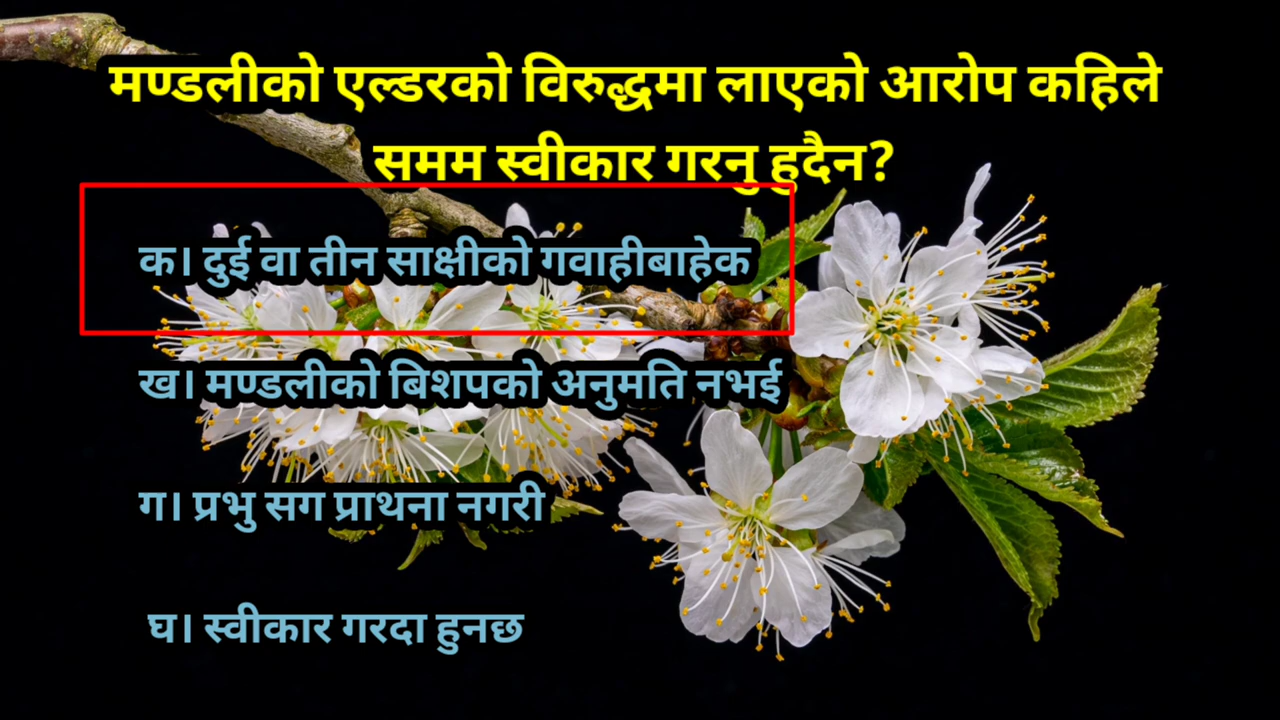 मण्डलीको एल्डरको विरुद्धमा लाएको आरोप कहिले
समम स्वीकार गरनु हुदैन?
क। दुई वा तीन साक्षीको गवाहीबाहेक
ख। मण्डलीको बिशपको अनुमति नभई
ग। प्रभु सग प्राथना नगरी
घ। स्वीकार गरदा हुनछ